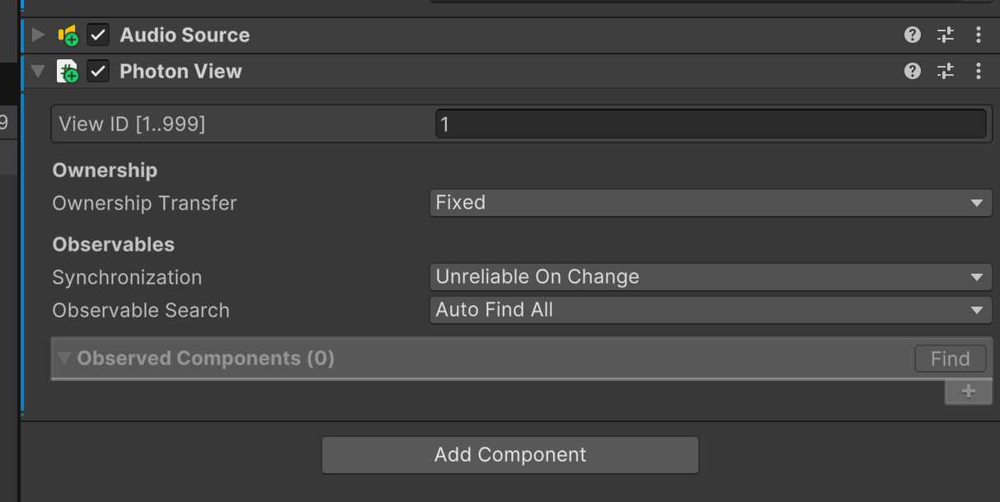 Audio Source
Photon View
9
View ID [1..999] 1
Ownership
Ownership Transfer Fixed
Observables
Synchronization Unreliable On Change
Observable Search Auto Find All
Observed Components (0) Find
+
Add Component